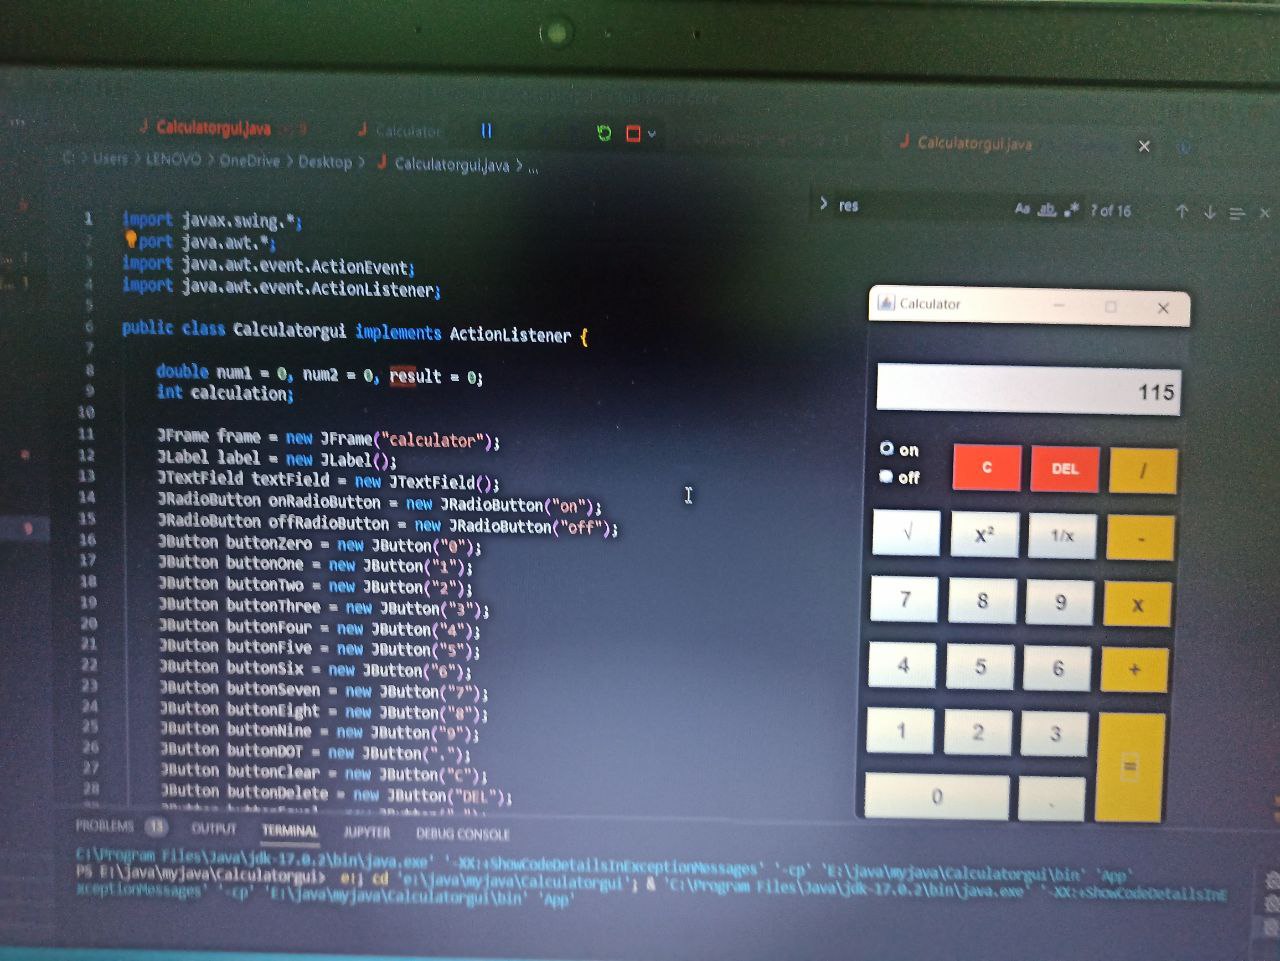 Calculatorgui.java 9
Calculator
Calculatorgui.java
C: > Users > LENOVO > OneDrive > Desktop > Calculatorgui.java > ...
> res
Aa ab .* ? of 16
1 import javax.swing.*;
2 port java.awt.*;
3 import java.awt.event.ActionEvent;
4 import java.awt.event.ActionListener;
5
6 public class Calculatorgui implements ActionListener {
7
8 double num1 = 0, num2 = 0, result = 0;
9 int calculation;
10
11 JFrame frame = new JFrame("calculator");
12 JLabel label = new JLabel();
13 JTextField textField = new JTextField();
14 JRadioButton onRadioButton = new JRadioButton("on");
15 JRadioButton offRadioButton = new JRadioButton("off");
16 JButton buttonZero = new JButton("0");
17 JButton buttonOne = new JButton("1");
18 JButton buttonTwo = new JButton("2");
19 JButton buttonThree = new JButton("3");
20 JButton buttonFour = new JButton("4");
21 JButton buttonFive = new JButton("5");
22 JButton buttonSix = new JButton("6");
23 JButton buttonSeven = new JButton("7");
24 JButton buttonEight = new JButton("8");
25 JButton buttonNine = new JButton("9");
26 JButton buttonDOT = new JButton(".");
27 JButton buttonClear = new JButton("C");
28 JButton buttonDelete = new JButton("DEL");
Calculator
115
on
off
C DEL /
√ x² 1/x -
7 8 9 x
4 5 6 +
1 2 3 =
0 .
PROBLEMS 13 OUTPUT TERMINAL JUPYTER DEBUG CONSOLE
C:\Program Files\Java\jdk-17.0.2\bin\java.exe' '-XX:+ShowCodeDetailsInExceptionMessages' '-cp' 'E:\java\myjava\Calculatorgui\bin' 'App'
PS E:\java\myjava\Calculatorgui> e:; cd 'e:\java\myjava\Calculatorgui'; & 'C:\Program Files\Java\jdk-17.0.2\bin\java.exe' '-XX:+ShowCodeDetailsInE
xceptionMessages' '-cp' 'E:\java\myjava\Calculatorgui\bin' 'App'